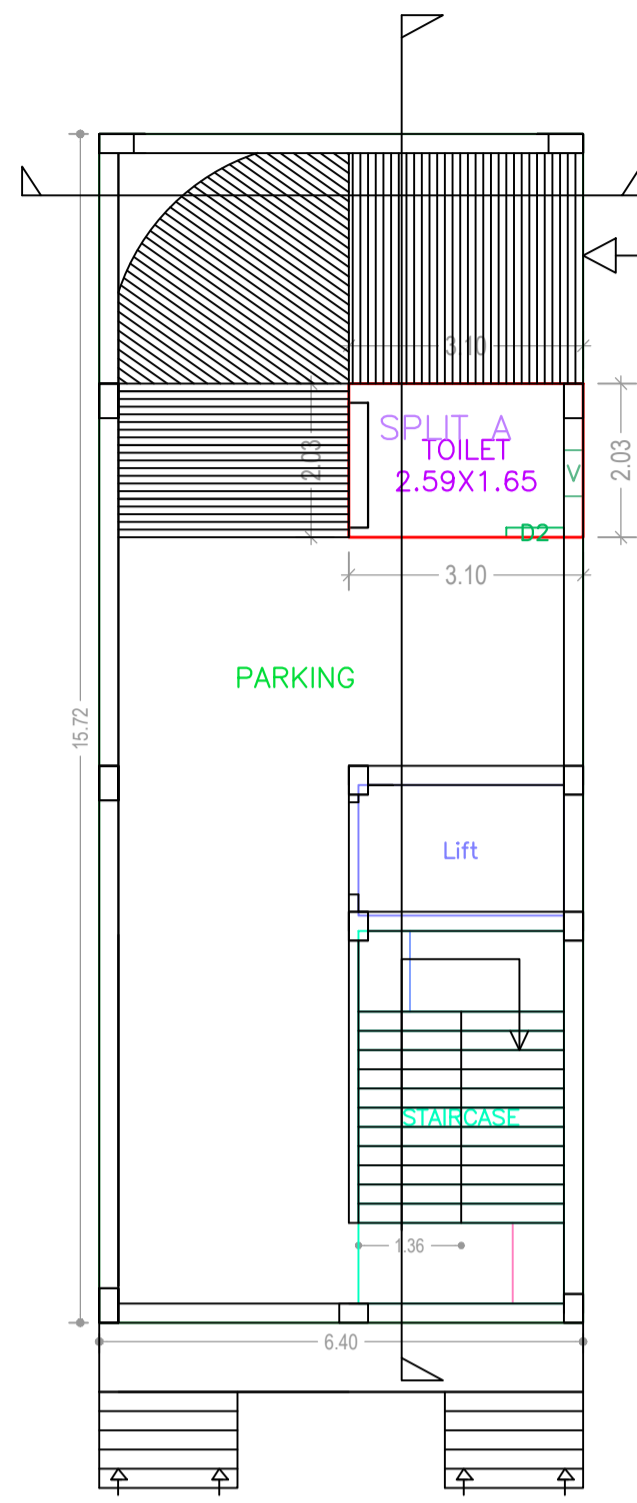 3.10
SPLIT A
TOILET
2.59X1.65
2.03
2.03
V
D2
3.10
PARKING
15.72
Lift
STAIRCASE
1.36
6.40